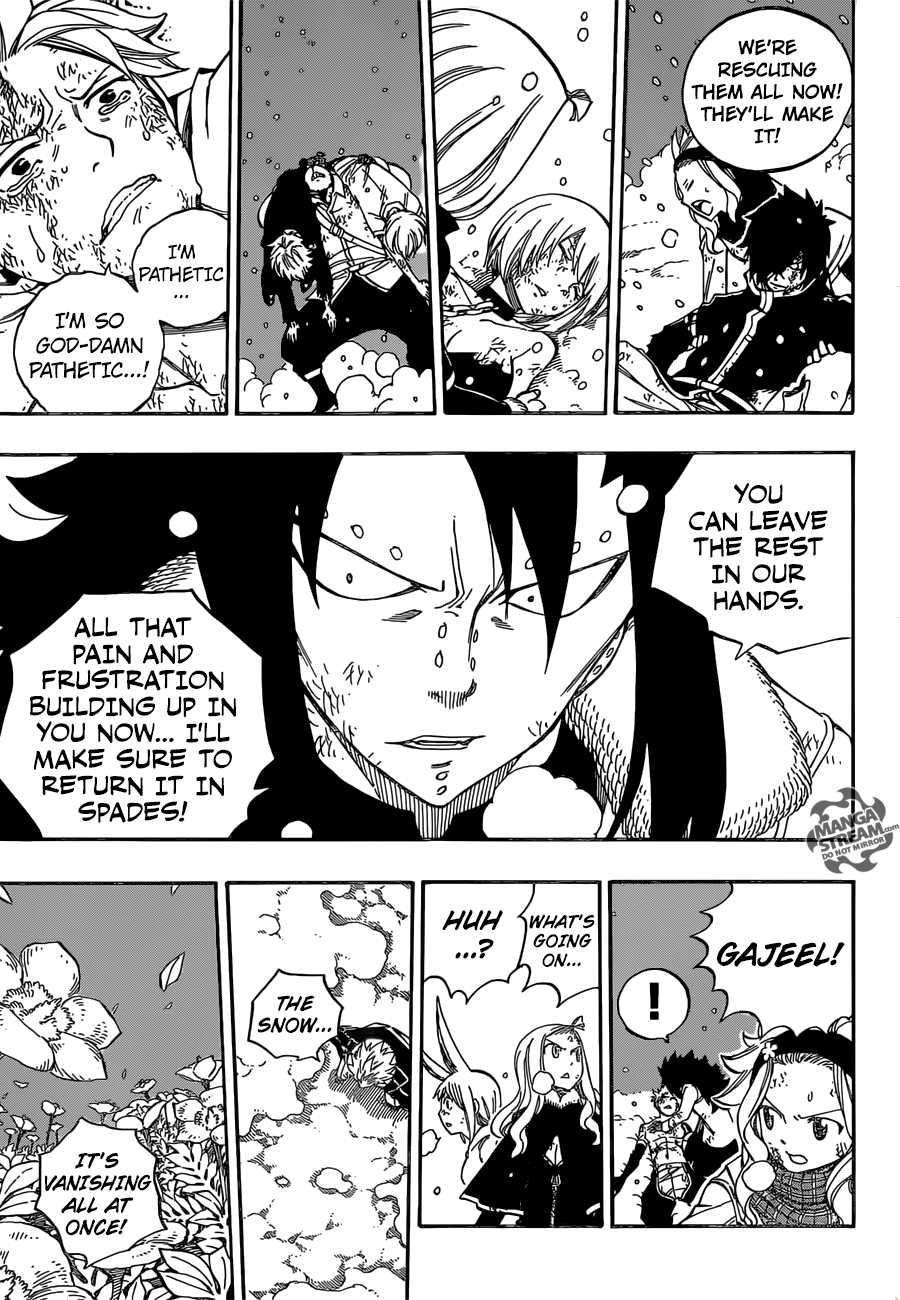 WE'RE
RESCUING
THEM ALL NOW!
THEY'LL MAKE
IT!
I'M
PATHETIC
...
I'M SO
GOD-DAMN
PATHETIC...!
YOU
CAN LEAVE
THE REST
IN OUR
HANDS.
ALL THAT
PAIN AND
FRUSTRATION
BUILDING UP IN
YOU NOW... I'LL
MAKE SURE TO
RETURN IT IN
SPADES!
MANGA
STREAM.com
DO NOT MIRROR
GAJEEL!
!
WHAT'S
GOING
ON...
HUH
...?
THE
SNOW...
IT'S
VANISHING
ALL AT
ONCE!